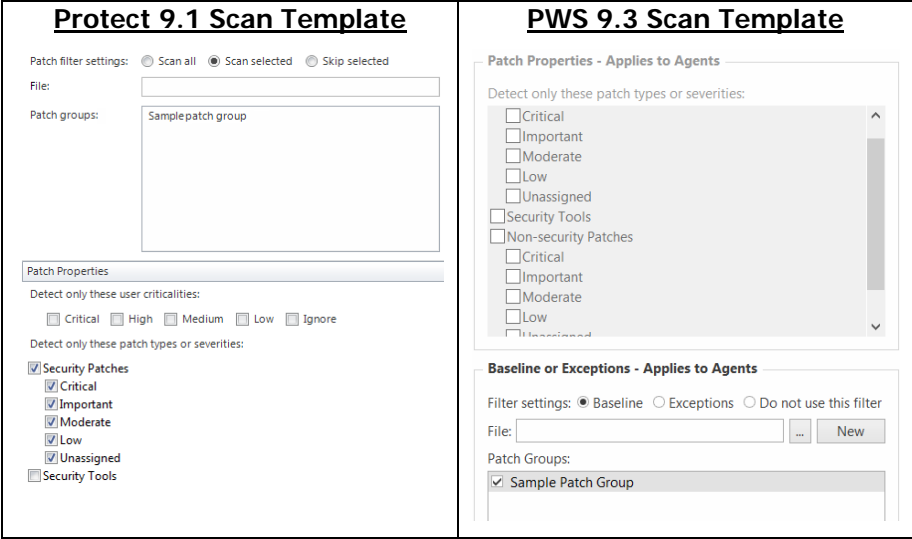 Protect 9.1 Scan Template
Patch filter settings: Scan all Scan selected Skip selected
File:
Patch groups: Sample patch group
Patch Properties
Detect only these user criticalities:
Critical High Medium Low Ignore
Detect only these patch types or severities:
Security Patches
Critical
Important
Moderate
Low
Unassigned
Security Tools
PWS 9.3 Scan Template
Patch Properties - Applies to Agents
Detect only these patch types or severities:
Critical
Important
Moderate
Low
Unassigned
Security Tools
Non-security Patches
Critical
Important
Moderate
Low
Unassigned
Baseline or Exceptions - Applies to Agents
Filter settings: Baseline Exceptions Do not use this filter
File: ... New
Patch Groups:
Sample Patch Group